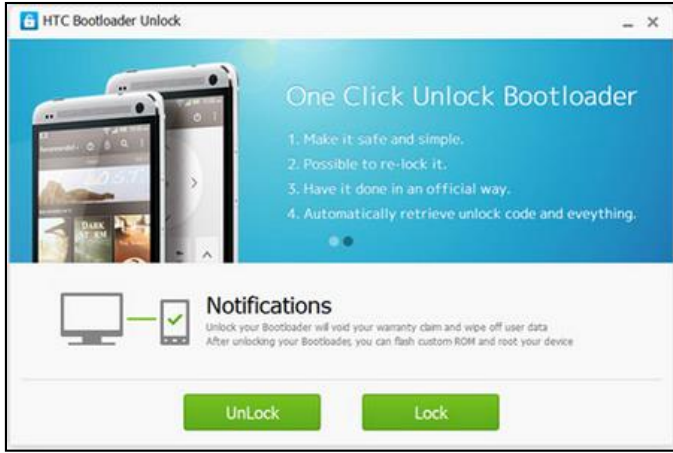 HTC Bootloader Unlock
One Click Unlock Bootloader
1. Make it safe and simple.
2. Possible to re-lock it.
3. Have it done in an official way.
4. Automatically retrieve unlock code and eveything.
DARK
Notifications
Unlock your Bootloader will void your warranty claim and wipe off user data
After unlocking your Bootloader, you can flash custom ROM and root your device
UnLock
Lock